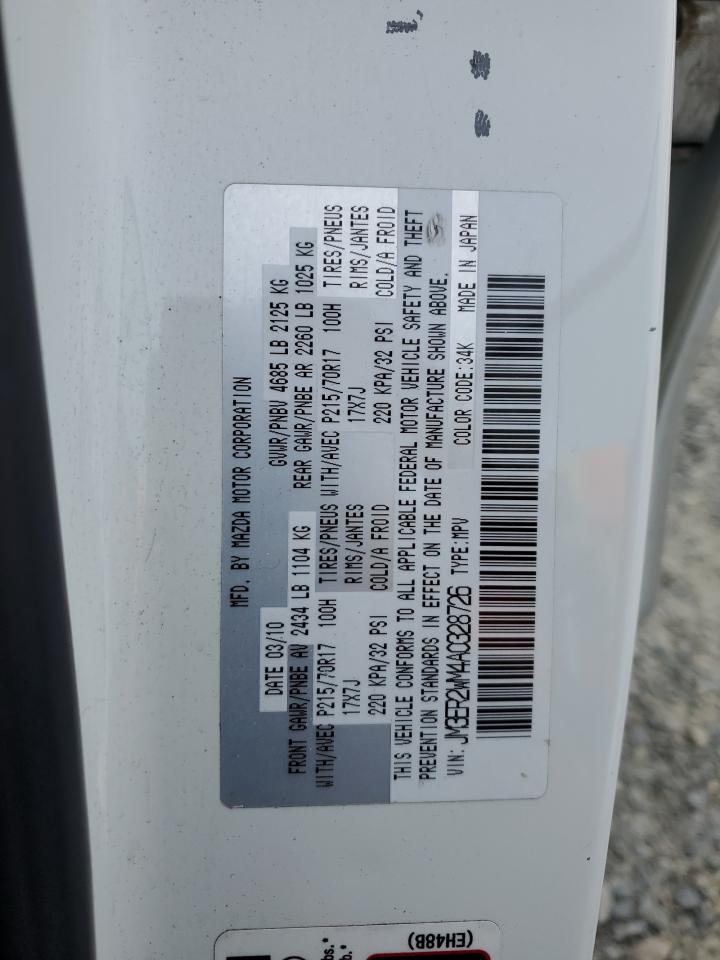 MFD. BY MAZDA MOTOR CORPORATION
DATE 03/10 GVWR/PNBV 4685 LB 2125 KG
FRONT GAWR/PNBE AV 2434 LB 1104 KG REAR GAWR/PNBE AR 2260 LB 1025 KG
WITH/AVEC P215/70R17 100H TIRES/PNEUS WITH/AVEC P215/70R17 100H TIRES/PNEUS
17X7J RIMS/JANTES 17X7J RIMS/JANTES
220 KPA/32 PSI COLD/A FROID 220 KPA/32 PSI COLD/A FROID
THIS VEHICLE CONFORMS TO ALL APPLICABLE FEDERAL MOTOR VEHICLE SAFETY AND THEFT
PREVENTION STANDARDS IN EFFECT ON THE DATE OF MANUFACTURE SHOWN ABOVE.
VIN: JM3ER2WM4A0328726 TYPE:MPV COLOR CODE:34K MADE IN JAPAN
(EH48B)